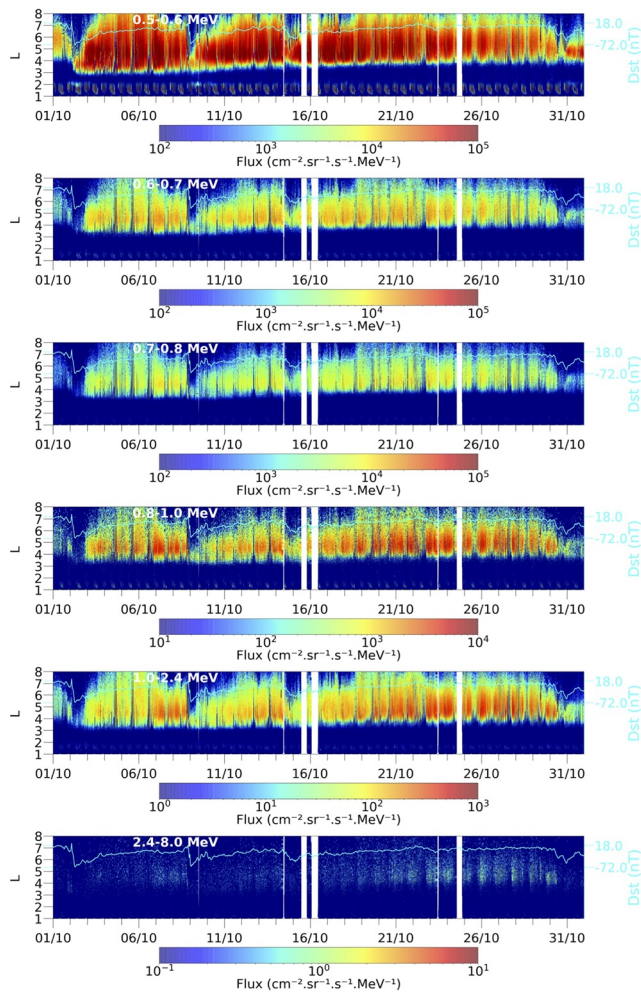 0.5-0.6 MeV
8
7
6
5
4
3
2
1
L
18.0
-72.0
Dst (nT)
01/10 06/10 11/10 16/10 21/10 26/10 31/10
10² 10³ 10⁴ 10⁵
Flux (cm⁻².sr⁻¹.s⁻¹.MeV⁻¹)
0.6-0.7 MeV
8
7
6
5
4
3
2
1
L
18.0
-72.0
Dst (nT)
01/10 06/10 11/10 16/10 21/10 26/10 31/10
10² 10³ 10⁴ 10⁵
Flux (cm⁻².sr⁻¹.s⁻¹.MeV⁻¹)
0.7-0.8 MeV
8
7
6
5
4
3
2
1
L
18.0
-72.0
Dst (nT)
01/10 06/10 11/10 16/10 21/10 26/10 31/10
10² 10³ 10⁴ 10⁵
Flux (cm⁻².sr⁻¹.s⁻¹.MeV⁻¹)
0.8-1.0 MeV
8
7
6
5
4
3
2
1
L
18.0
-72.0
Dst (nT)
01/10 06/10 11/10 16/10 21/10 26/10 31/10
10¹ 10² 10³ 10⁴
Flux (cm⁻².sr⁻¹.s⁻¹.MeV⁻¹)
1.0-2.4 MeV
8
7
6
5
4
3
2
1
L
18.0
-72.0
Dst (nT)
01/10 06/10 11/10 16/10 21/10 26/10 31/10
10⁰ 10¹ 10² 10³
Flux (cm⁻².sr⁻¹.s⁻¹.MeV⁻¹)
2.4-8.0 MeV
8
7
6
5
4
3
2
1
L
18.0
-72.0
Dst (nT)
01/10 06/10 11/10 16/10 21/10 26/10 31/10
10⁻¹ 10⁰ 10¹
Flux (cm⁻².sr⁻¹.s⁻¹.MeV⁻¹)